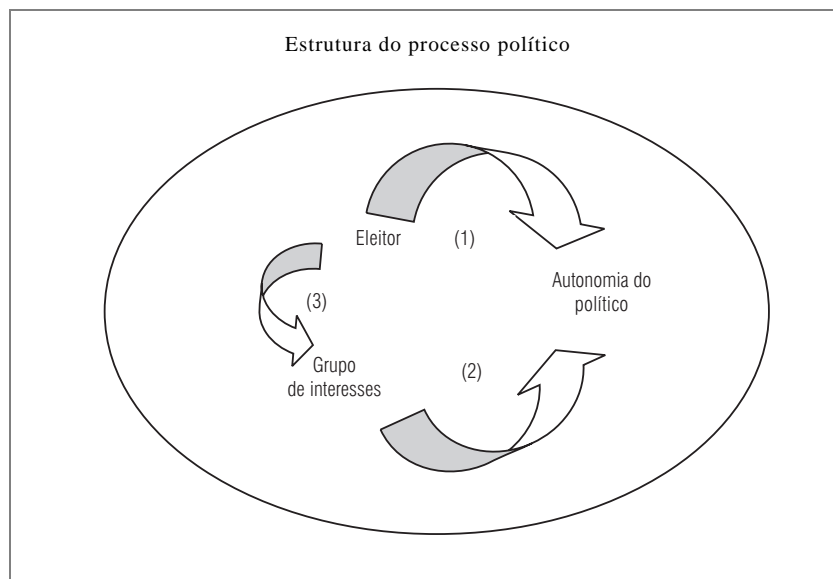 Estrutura do processo político
Eleitor
(1)
Autonomia do
político
(3)
Grupo
de interesses
(2)